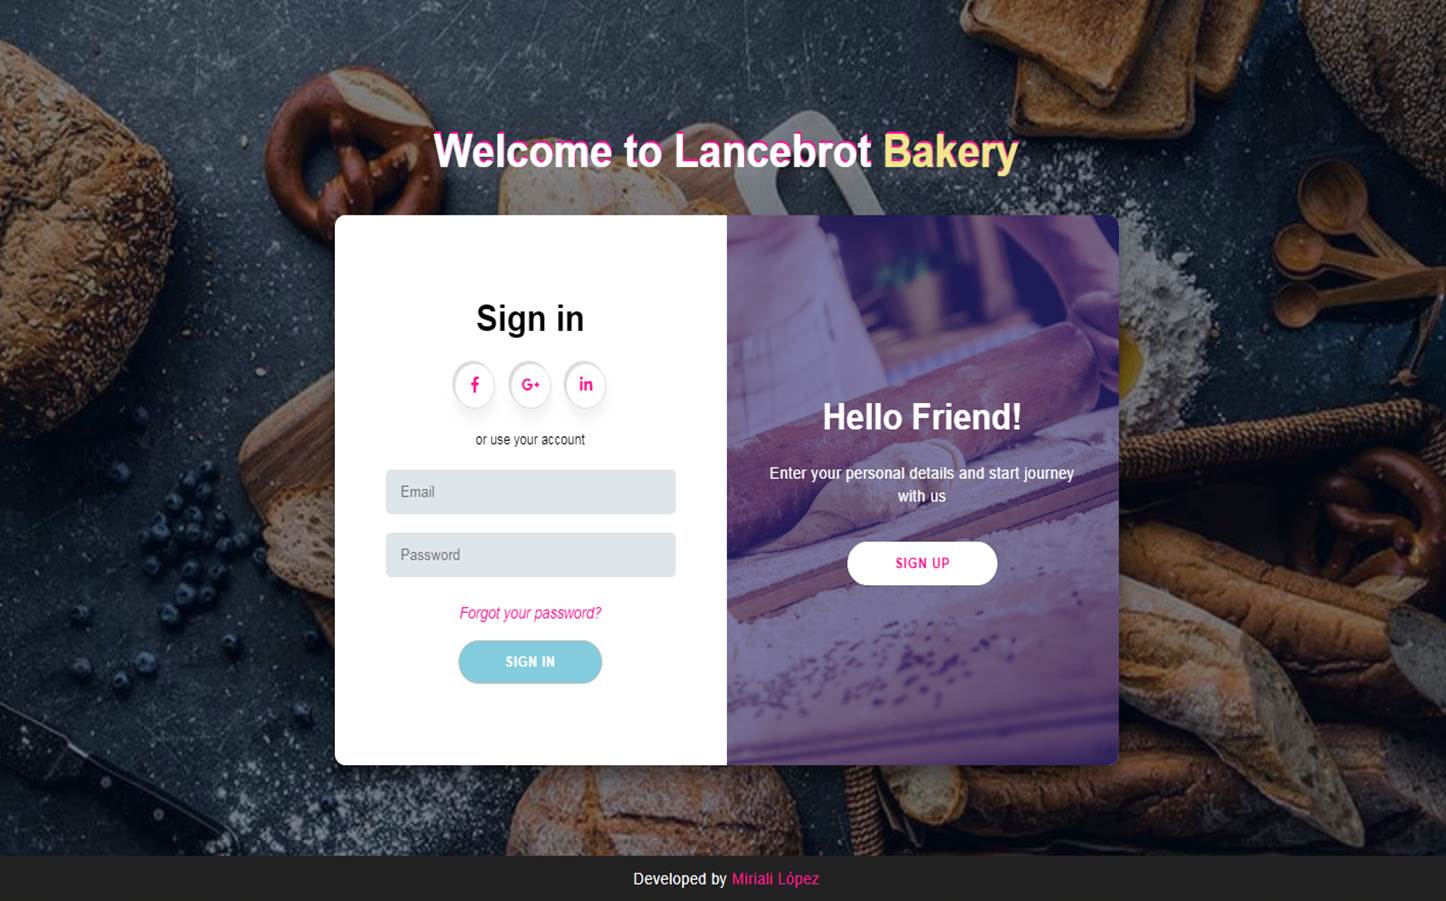 Welcome to Lancebrot Bakery
Sign in
f
G+
in
or use your account
Email
Password
Forgot your password?
SIGN IN
Hello Friend!
Enter your personal details and start journey
with us
SIGN UP
Developed by Miriali López